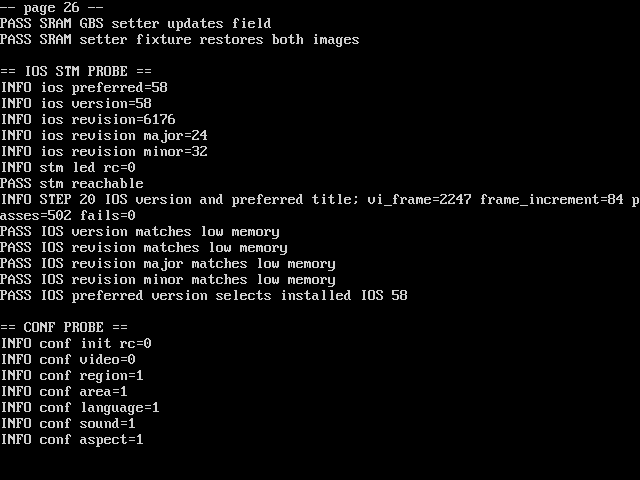 -- page 26 --
PASS SRAM GBS setter updates field
PASS SRAM setter fixture restores both images
== IOS STM PROBE ==
INFO ios preferred=58
INFO ios version=58
INFO ios revision=6176
INFO ios revision major=24
INFO ios revision minor=32
INFO stm led rc=0
PASS stm reachable
INFO STEP 20 IOS version and preferred title; vi_frame=2247 frame_increment=84 p
asses=502 fails=0
PASS IOS version matches low memory
PASS IOS revision matches low memory
PASS IOS revision major matches low memory
PASS IOS revision minor matches low memory
PASS IOS preferred version selects installed IOS 58
== CONF PROBE ==
INFO conf init rc=0
INFO conf video=0
INFO conf region=1
INFO conf area=1
INFO conf language=1
INFO conf sound=1
INFO conf aspect=1